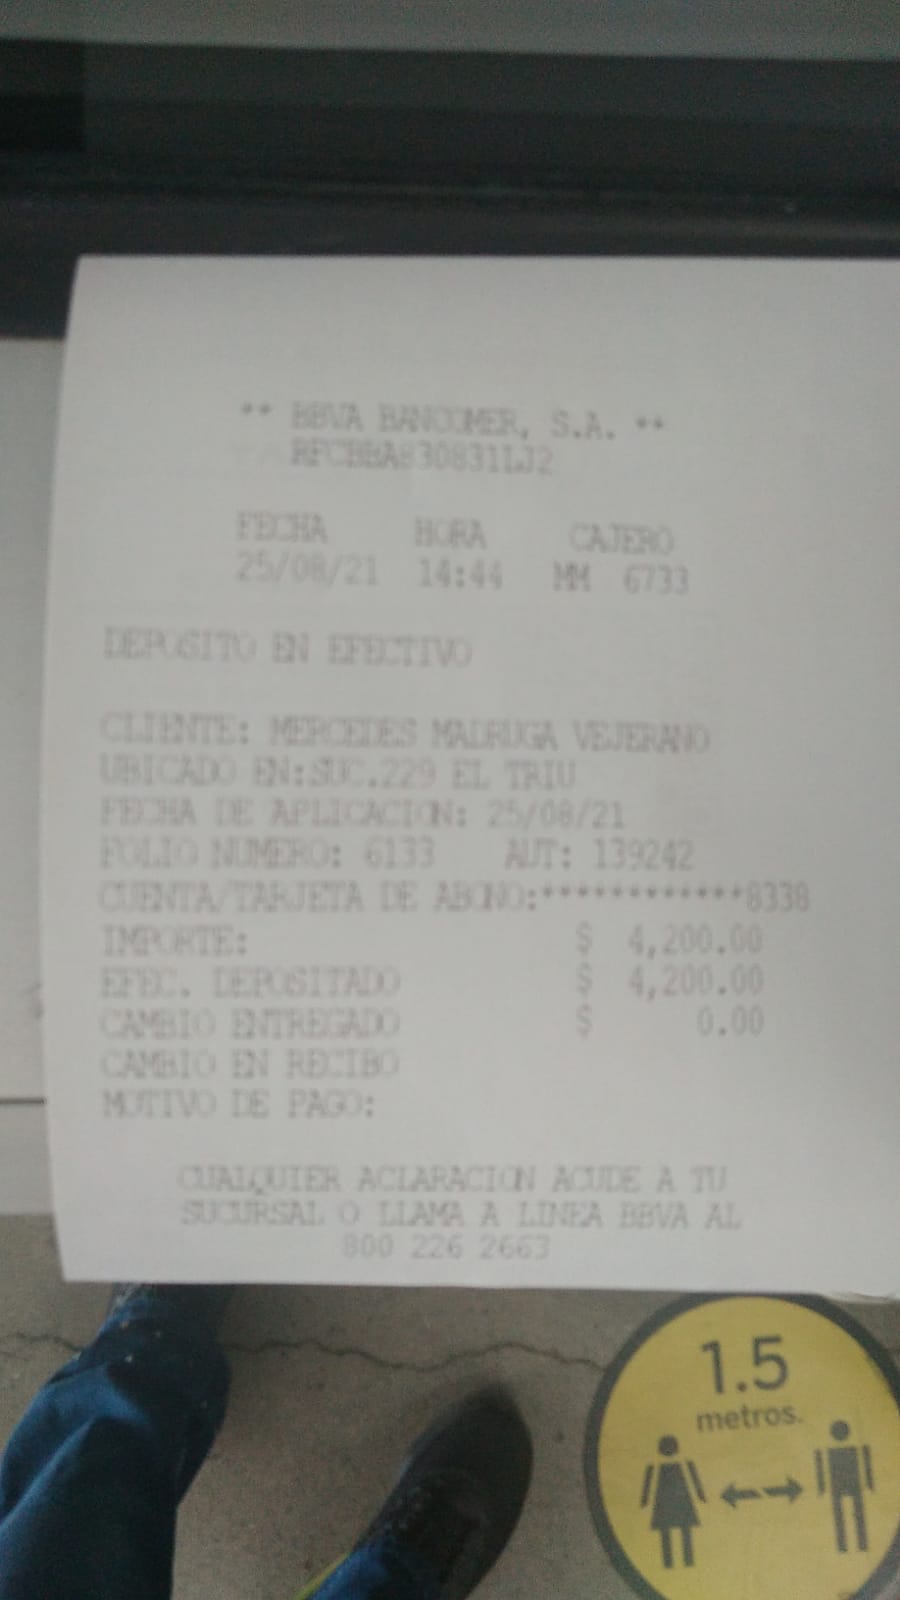 ** BBVA BANCOMER, S.A. **
RFCBBA830831LJ2
FECHA HORA CAJERO
25/08/21 14:44 MM 6733
DEPOSITO EN EFECTIVO
CLIENTE: MERCEDES MADRUGA VEJERANO
UBICADO EN:SUC.229 EL TRIU
FECHA DE APLICACION: 25/08/21
FOLIO NUMERO: 6133 AUT: 139242
CUENTA/TARJETA DE ABONO:************8338
IMPORTE: $ 4,200.00
EFEC. DEPOSITADO $ 4,200.00
CAMBIO ENTREGADO $ 0.00
CAMBIO EN RECIBO
MOTIVO DE PAGO:
CUALQUIER ACLARACION ACUDE A TU
SUCURSAL O LLAMA A LINEA BBVA AL
800 226 2663
1.5
metros.